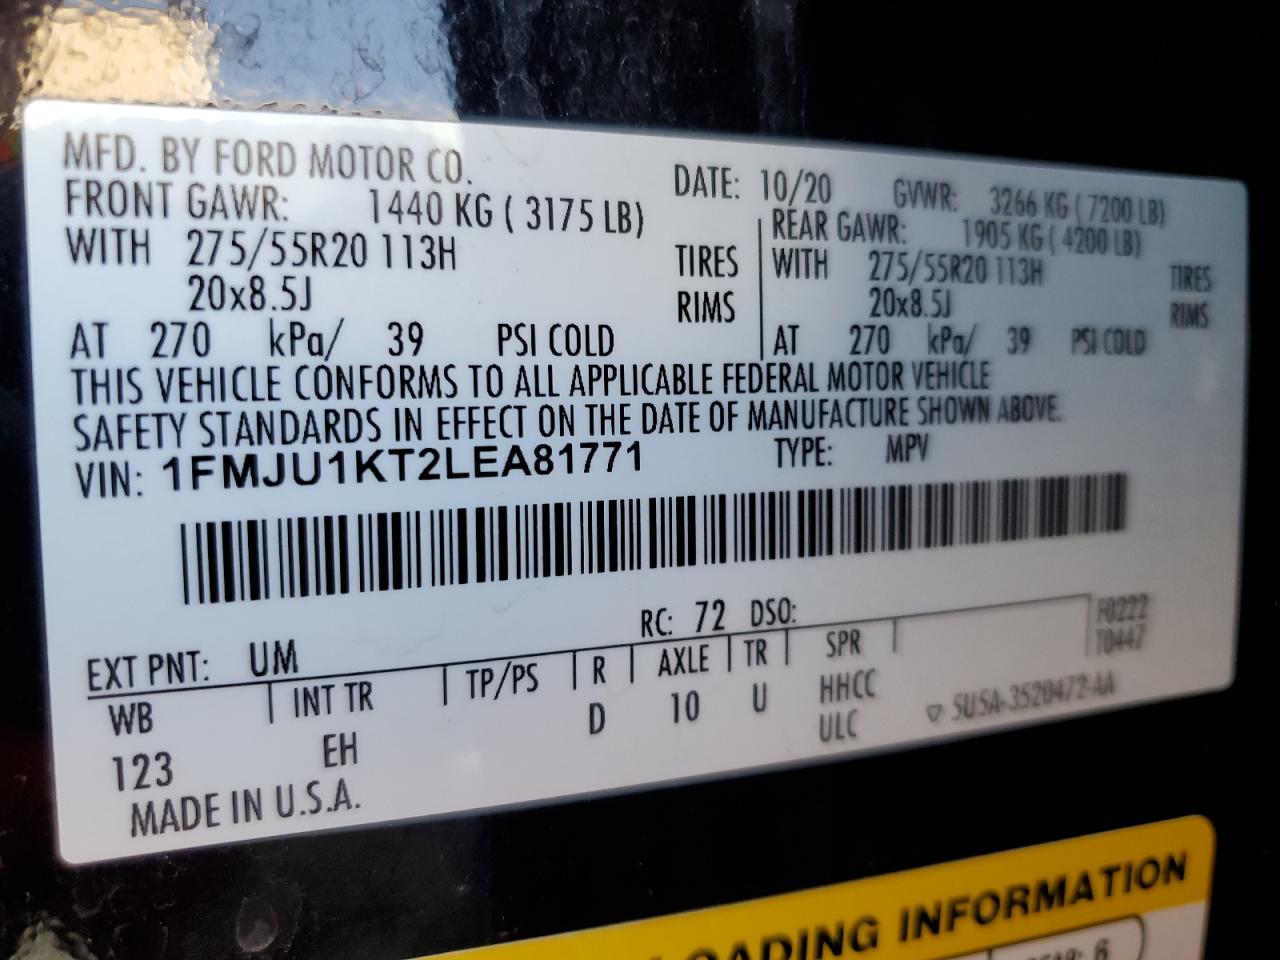 MFD. BY FORD MOTOR CO. DATE: 10/20 GVWR: 3266 KG ( 7200 LB)
FRONT GAWR: 1440 KG ( 3175 LB) REAR GAWR: 1905 KG ( 4200 LB)
WITH 275/55R20 113H TIRES WITH 275/55R20 113H TIRES
20x8.5J RIMS 20x8.5J RIMS
AT 270 kPa/ 39 PSI COLD AT 270 kPa/ 39 PSI COLD
THIS VEHICLE CONFORMS TO ALL APPLICABLE FEDERAL MOTOR VEHICLE
SAFETY STANDARDS IN EFFECT ON THE DATE OF MANUFACTURE SHOWN ABOVE.
VIN: 1FMJU1KT2LEA81771 TYPE: MPV
RC: 72 DSO: F0222
EXT PNT: UM T0447
WB INT TR TP/PS R AXLE TR SPR
123 EH D 10 U HHCC
ULC ▽ 5U5A-3520472-AA
MADE IN U.S.A.
LOADING INFORMATION
REAR: 6